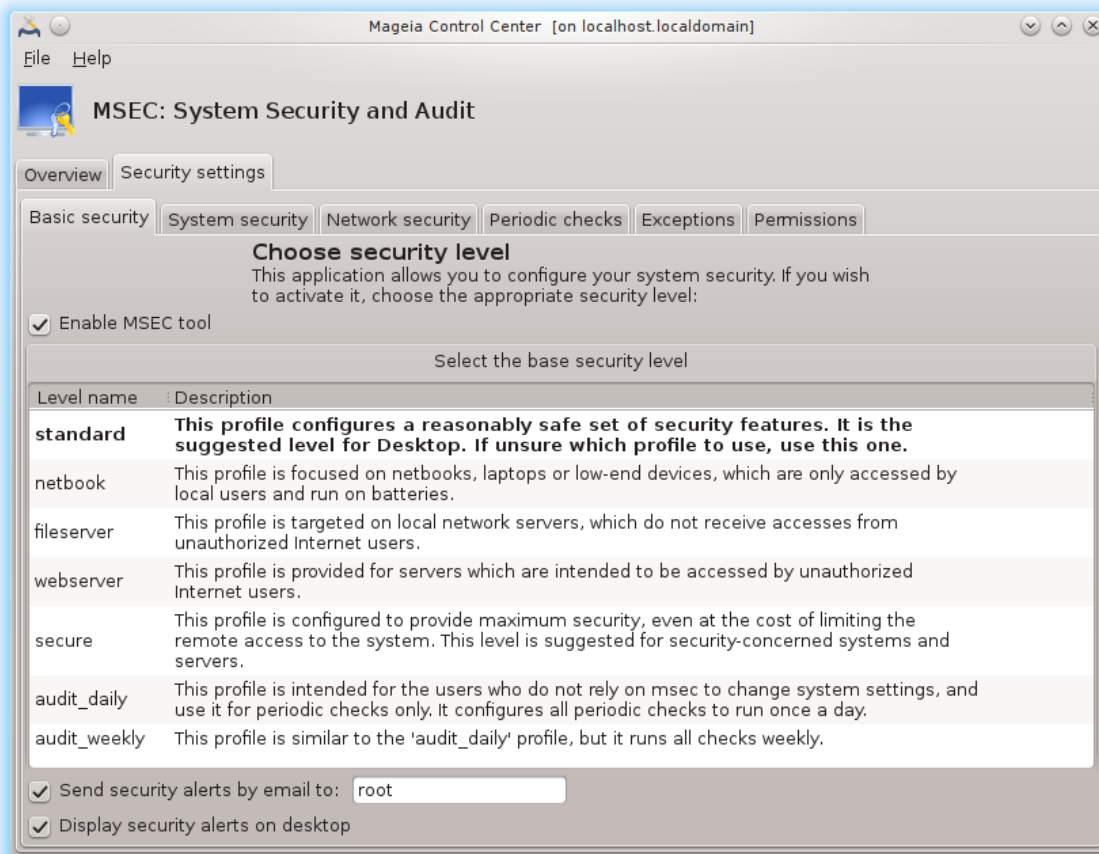 Mageia Control Center [on localhost.localdomain]
File Help
MSEC: System Security and Audit
Overview Security settings
Basic security System security Network security Periodic checks Exceptions Permissions
Choose security level
This application allows you to configure your system security. If you wish
to activate it, choose the appropriate security level:
Enable MSEC tool
Select the base security level
Level name Description
standard This profile configures a reasonably safe set of security features. It is the
suggested level for Desktop. If unsure which profile to use, use this one.
netbook This profile is focused on netbooks, laptops or low-end devices, which are only accessed by
local users and run on batteries.
fileserver This profile is targeted on local network servers, which do not receive accesses from
unauthorized Internet users.
webserver This profile is provided for servers which are intended to be accessed by unauthorized
Internet users.
This profile is configured to provide maximum security, even at the cost of limiting the
secure remote access to the system. This level is suggested for security-concerned systems and
servers.
audit_daily This profile is intended for the users who do not rely on msec to change system settings, and
use it for periodic checks only. It configures all periodic checks to run once a day.
audit_weekly This profile is similar to the 'audit_daily' profile, but it runs all checks weekly.
Send security alerts by email to: root
Display security alerts on desktop